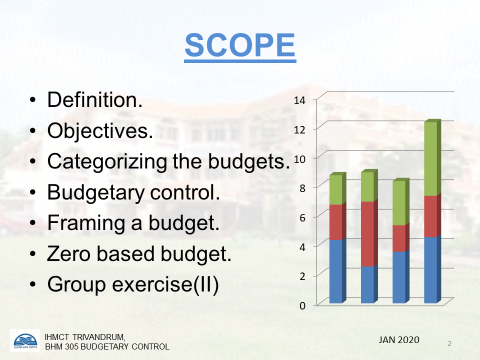 SCOPE
• Definition.
• Objectives.
• Categorizing the budgets.
• Budgetary control.
• Framing a budget.
• Zero based budget.
• Group exercise(II)
14
12
10
8
6
4
2
0
IHMCT TRIVANDRUM,
BHM 305 BUDGETARY CONTROL
JAN 2020
2